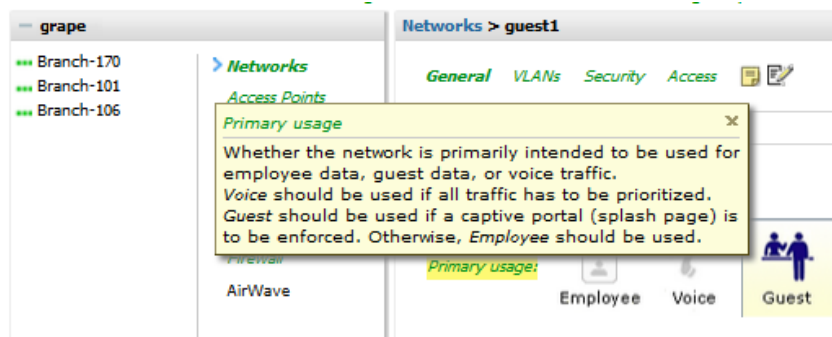 grape
Networks > guest1
Branch-170
Branch-101
Branch-106
Networks
Access Points
General VLANs Security Access
Primary usage
Whether the network is primarily intended to be used for
employee data, guest data, or voice traffic.
Voice should be used if all traffic has to be prioritized.
Guest should be used if a captive portal (splash page) is
to be enforced. Otherwise, Employee should be used.
Firewall
AirWave
Primary usage:
Employee Voice Guest